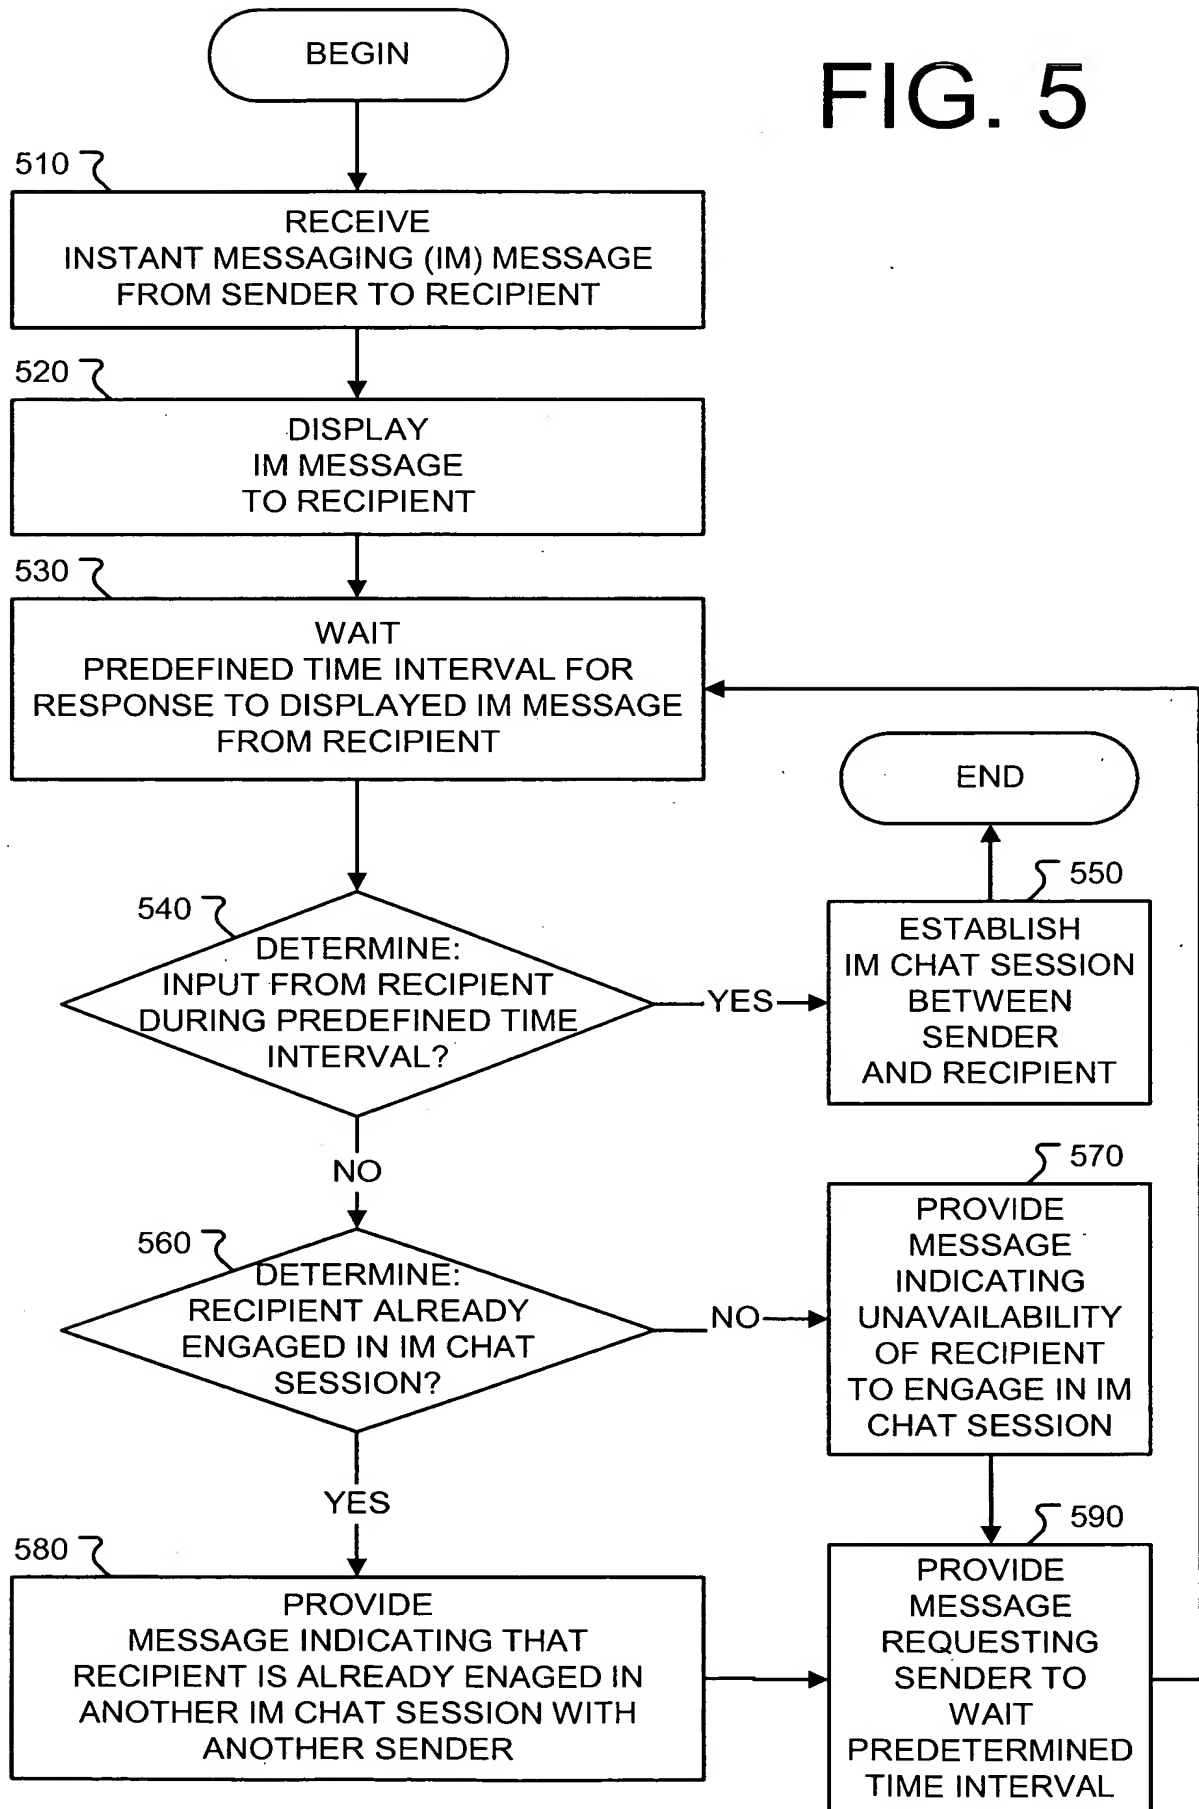 BEGIN
FIG. 5
510
RECEIVE
INSTANT MESSAGING (IM) MESSAGE
FROM SENDER TO RECIPIENT
520
DISPLAY
IM MESSAGE
TO RECIPIENT
530
WAIT
PREDEFINED TIME INTERVAL FOR
RESPONSE TO DISPLAYED IM MESSAGE
FROM RECIPIENT
END
540
DETERMINE:
INPUT FROM RECIPIENT
DURING PREDEFINED TIME
INTERVAL?
YES
550
ESTABLISH
IM CHAT SESSION
BETWEEN
SENDER
AND RECIPIENT
NO
560
DETERMINE:
RECIPIENT ALREADY
ENGAGED IN IM CHAT
SESSION?
NO
570
PROVIDE
MESSAGE
INDICATING
UNAVAILABILITY
OF RECIPIENT
TO ENGAGE IN IM
CHAT SESSION
YES
580
PROVIDE
MESSAGE INDICATING THAT
RECIPIENT IS ALREADY ENAGED IN
ANOTHER IM CHAT SESSION WITH
ANOTHER SENDER
590
PROVIDE
MESSAGE
REQUESTING
SENDER TO
WAIT
PREDETERMINED
TIME INTERVAL